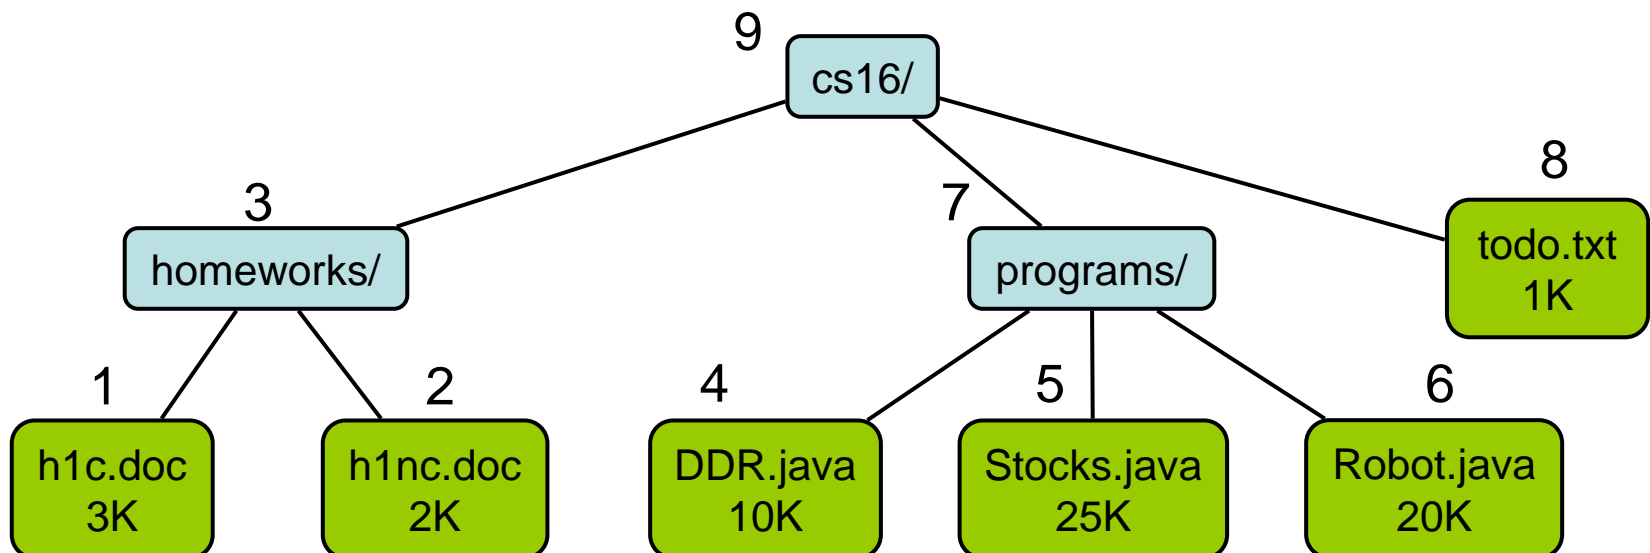 9
cs16/
8
3
7
homeworks/
programs/
todo.txt
1K
1
2
4
5
6
h1c.doc
3K
h1nc.doc
2K
DDR.java
10K
Stocks.java
25K
Robot.java
20K